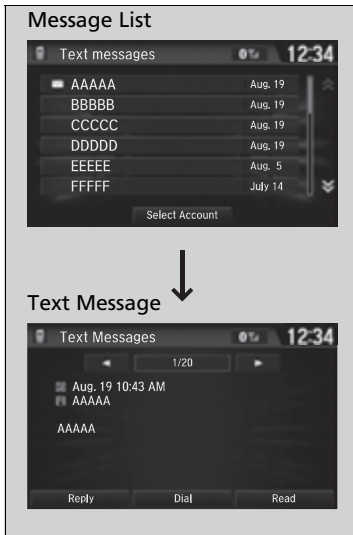 Message List
Text messages 12:34
AAAAA Aug. 19
BBBBB Aug. 19
CCCCC Aug. 19
DDDDD Aug. 19
EEEEE Aug. 5
FFFFF July 14
Select Account
Text Message
Text Messages 12:34
1/20
Aug. 19 10:43 AM
AAAAA
AAAAA
Reply Dial Read